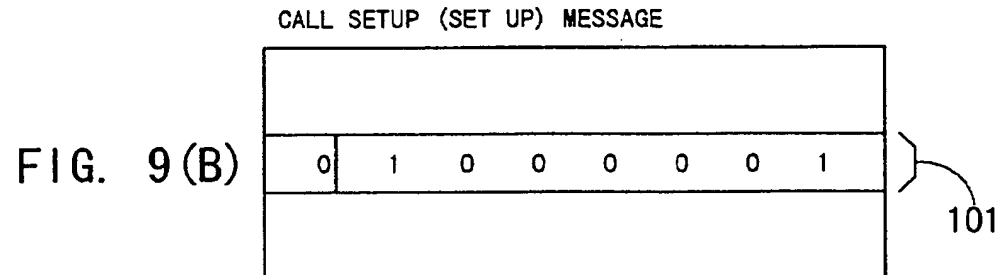 CALL SETUP (SET UP) MESSAGE
FIG. 9(B)
0 1 0 0 0 0 0 1
101